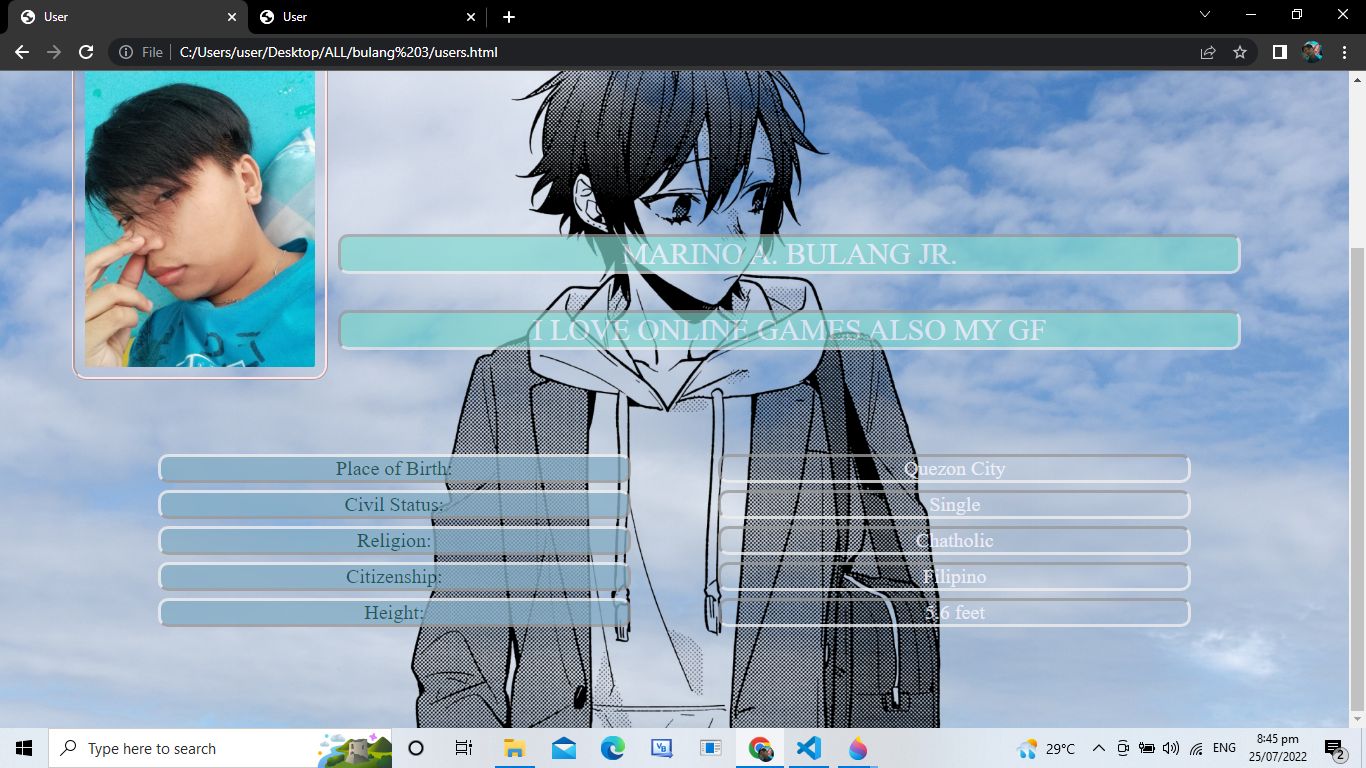 User
User
File
C:/Users/user/Desktop/ALL/bulang%203/users.html
MARINO A. BULANG JR.
I LOVE ONLINE GAMES ALSO MY GF
Place of Birth: Quezon City
Civil Status: Single
Religion: Chatholic
Citizenship: Filipino
Height: 5.6 feet
Type here to search
29°C
ENG
8:45 pm
25/07/2022
2